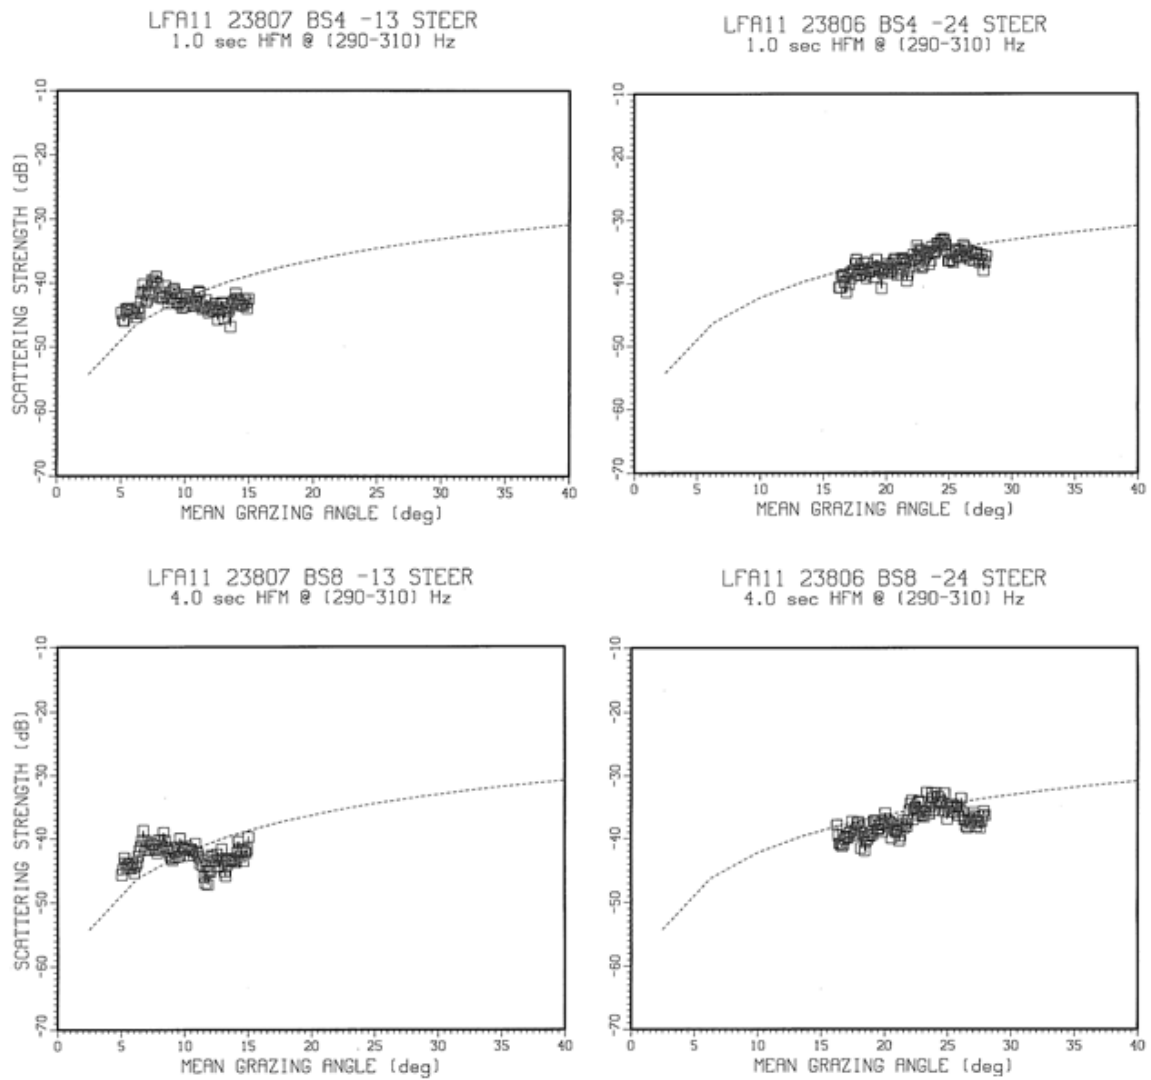 LFA11 23807 BS4 -13 STEER
1.0 sec HFM @ (290-310) Hz
-10
-20
-30
-40
-50
-60
-70
SCATTERING STRENGTH (dB)
0 5 10 15 20 25 30 35 40
MEAN GRAZING ANGLE (deg)
LFA11 23806 BS4 -24 STEER
1.0 sec HFM @ (290-310) Hz
-10
-20
-30
-40
-50
-60
-70
0 5 10 15 20 25 30 35 40
MEAN GRAZING ANGLE (deg)
LFA11 23807 BS8 -13 STEER
4.0 sec HFM @ (290-310) Hz
-10
-20
-30
-40
-50
-60
-70
SCATTERING STRENGTH (dB)
0 5 10 15 20 25 30 35 40
MEAN GRAZING ANGLE (deg)
LFA11 23806 BS8 -24 STEER
4.0 sec HFM @ (290-310) Hz
-10
-20
-30
-40
-50
-60
-70
0 5 10 15 20 25 30 35 40
MEAN GRAZING ANGLE (deg)